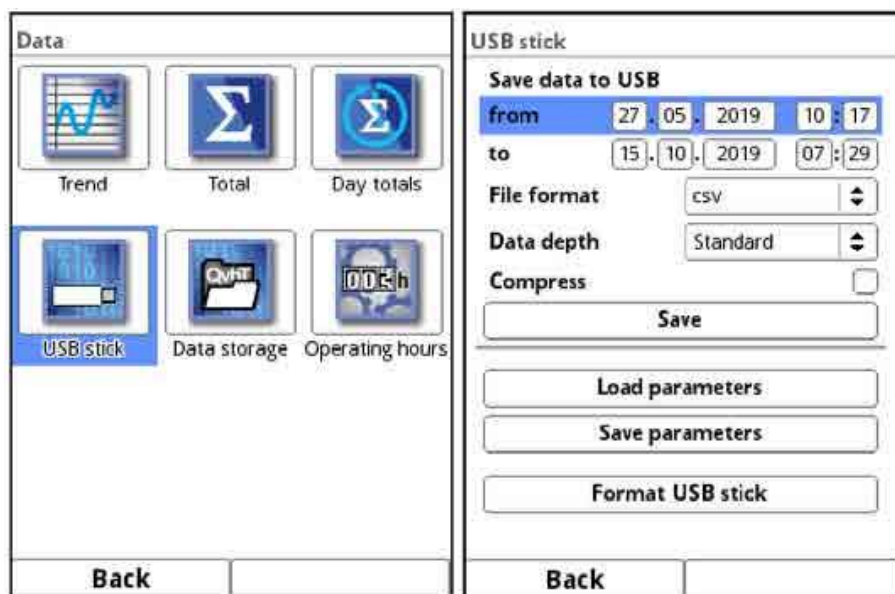 Data
Trend
Total
Day totals
USB stick
QvhT
Data storage
Operating hours
Back
USB stick
Save data to USB
from 27 . 05 . 2019 10 : 17
to 15 . 10 . 2019 07 : 29
File format csv
Data depth Standard
Compress
Save
Load parameters
Save parameters
Format USB stick
Back